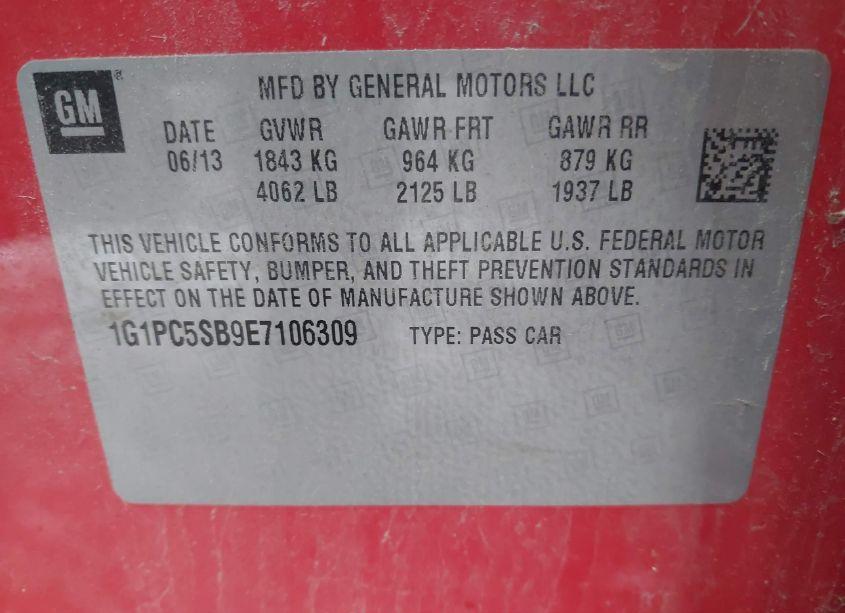 GM
MFD BY GENERAL MOTORS LLC
DATE GVWR GAWR FRT GAWR RR
06/13 1843 KG 964 KG 879 KG
4062 LB 2125 LB 1937 LB
THIS VEHICLE CONFORMS TO ALL APPLICABLE U.S. FEDERAL MOTOR
VEHICLE SAFETY, BUMPER, AND THEFT PREVENTION STANDARDS IN
EFFECT ON THE DATE OF MANUFACTURE SHOWN ABOVE.
1G1PC5SB9E7106309 TYPE: PASS CAR